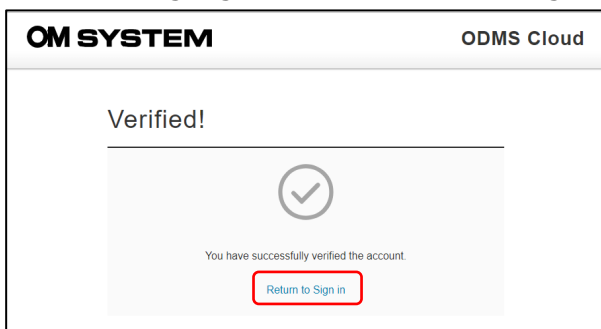 OM SYSTEM
ODMS Cloud
Verified!
You have successfully verified the account.
Return to Sign in